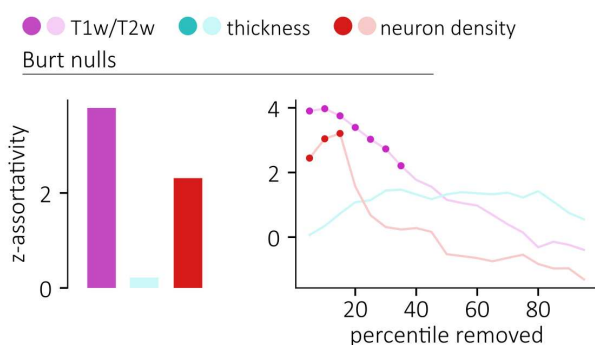 T1w/T2w thickness neuron density
Burt nulls
z-assortativity
2
0
4
2
0
20 40 60 80
percentile removed